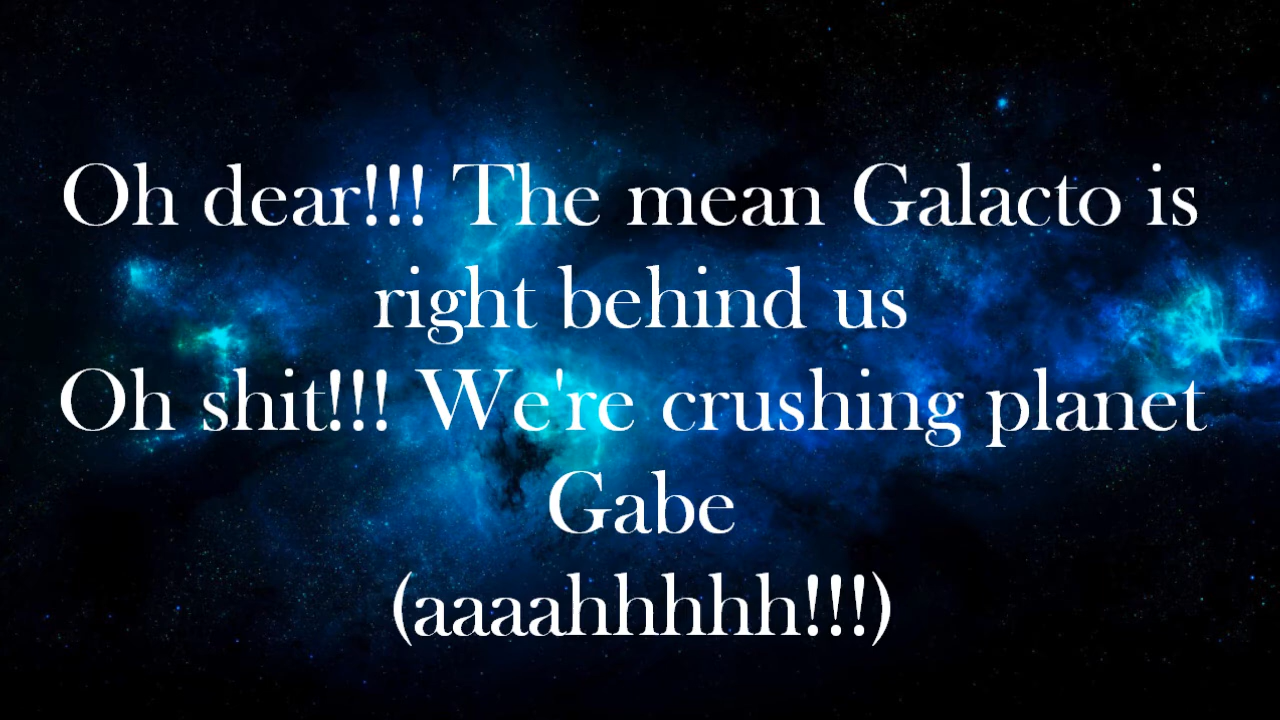 Oh dear!!! The mean Galacto is
right behind us
Oh shit!!! We're crushing planet
Gabe
(aaaahhhhh!!!)